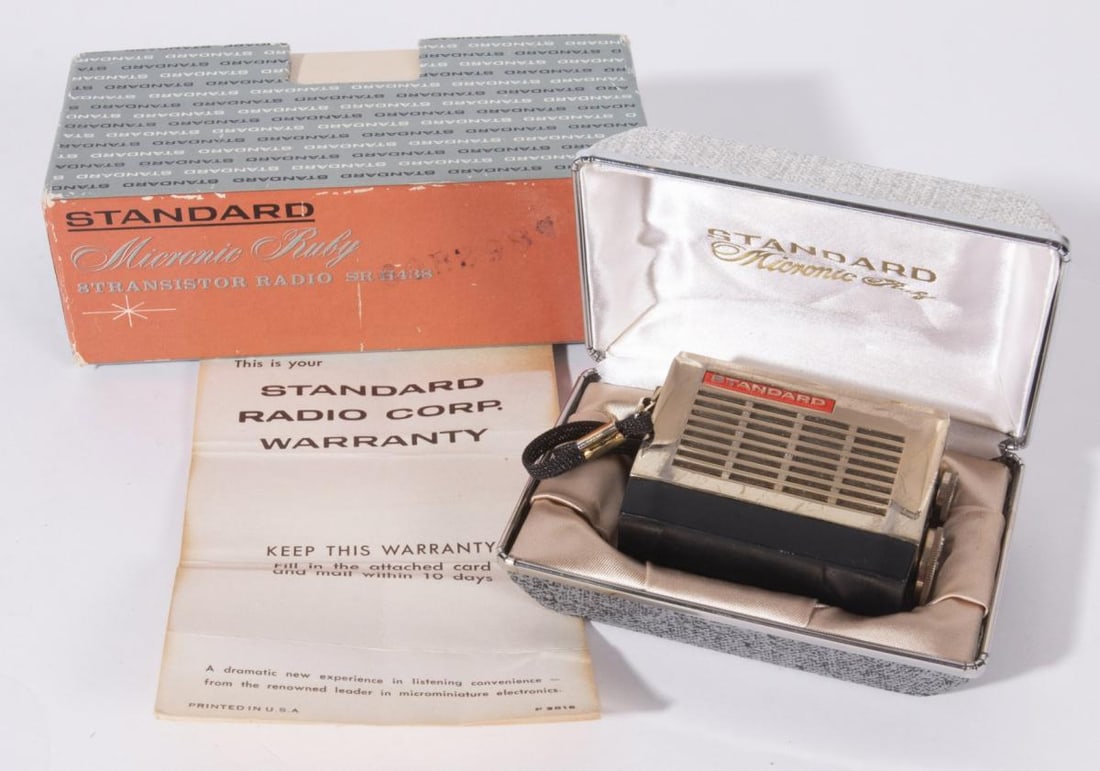 STANDARD
Micronic Ruby
8TRANSISTOR RADIO SR-H438
This is your
STANDARD
RADIO CORP.
WARRANTY
KEEP THIS WARRANTY
Fill in the attached card
and mail within 10 days
A dramatic new experience in listening convenience —
from the renowned leader in microminiature electronics.
PRINTED IN U.S.A
P 2016
STANDARD
Micronic Ruby
STANDARD